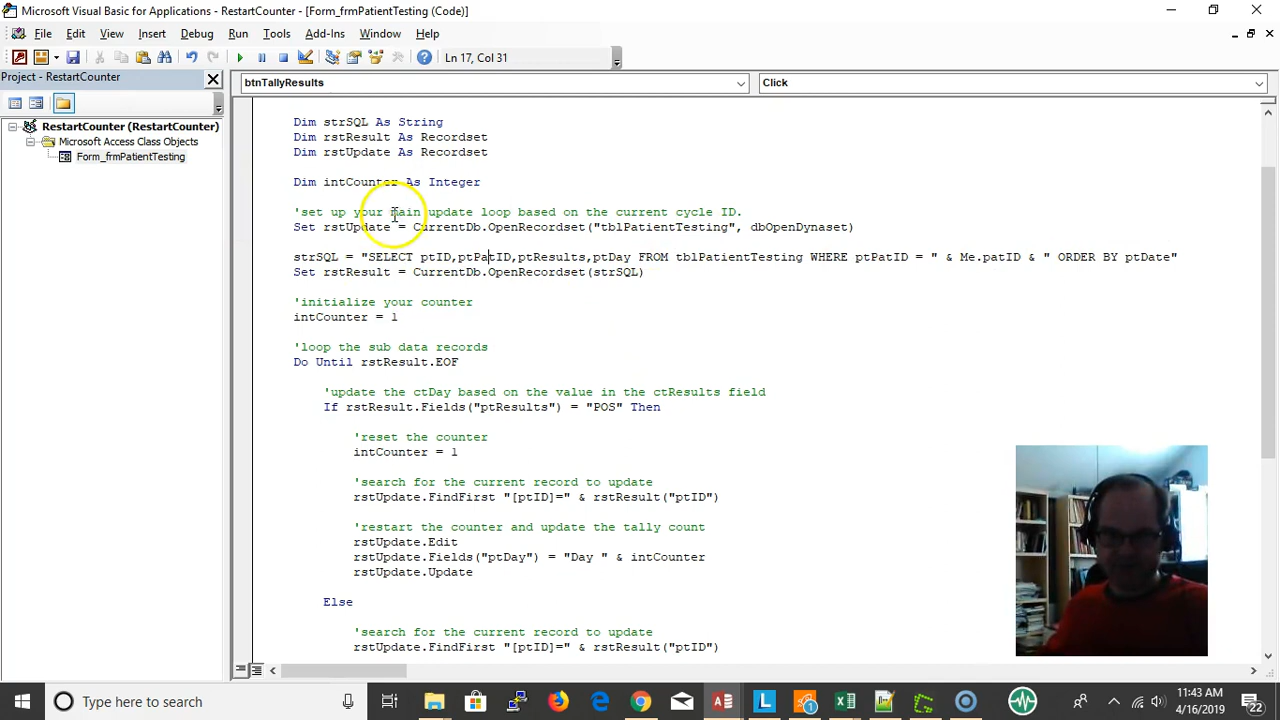 Microsoft Visual Basic for Applications - RestartCounter - [Form_frmPatientTesting (Code)]
File Edit View Insert Format Debug Run Tools Add-Ins Window Help
Ln 17, Col 31
Project - RestartCounter
RestartCounter (RestartCounter)
Microsoft Access Class Objects
Form_frmPatientTesting
btnTallyResults
Click
Dim strSQL As String
Dim rstResult As Recordset
Dim rstUpdate As Recordset
Dim intCounter As Integer
'set up your main update loop based on the current cycle ID.
Set rstUpdate = CurrentDb.OpenRecordset("tblPatientTesting", dbOpenDynaset)
strSQL = "SELECT ptID,ptPatID,ptResults,ptDay FROM tblPatientTesting WHERE ptPatID = " & Me.patID & " ORDER BY ptDate"
Set rstResult = CurrentDb.OpenRecordset(strSQL)
'initialize your counter
intCounter = 1
'loop the sub data records
Do Until rstResult.EOF
'update the ctDay based on the value in the ctResults field
If rstResult.Fields("ptResults") = "POS" Then
'reset the counter
intCounter = 1
'search for the current record to update
rstUpdate.FindFirst "[ptID]=" & rstResult("ptID")
'restart the counter and update the tally count
rstUpdate.Edit
rstUpdate.Fields("ptDay") = "Day " & intCounter
rstUpdate.Update
Else
'search for the current record to update
rstUpdate.FindFirst "[ptID]=" & rstResult("ptID")
Type here to search
11:43 AM
4/16/2019
22